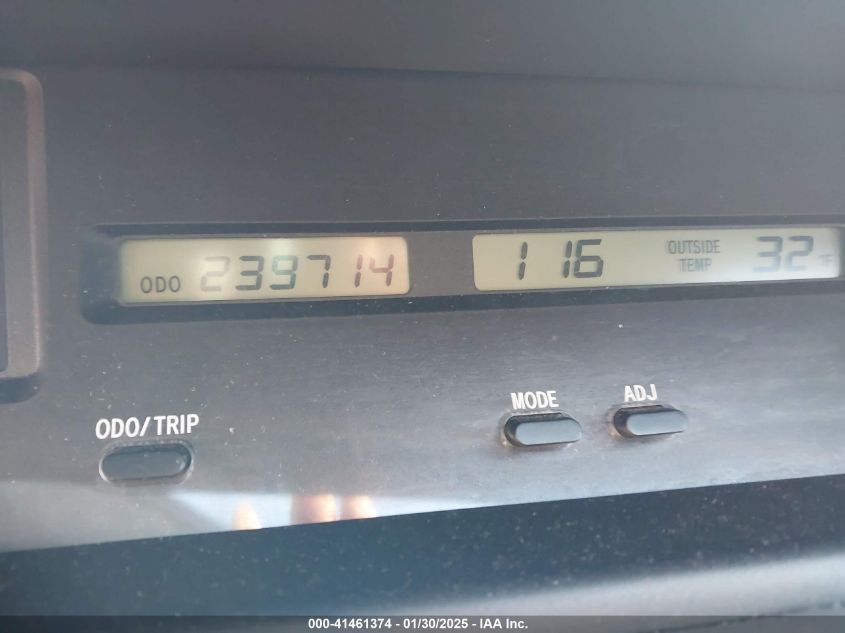 ODO 239714
1 16 OUTSIDE TEMP 32°F
ODO/TRIP
MODE ADJ
000-41461374 - 01/30/2025 - IAA Inc.